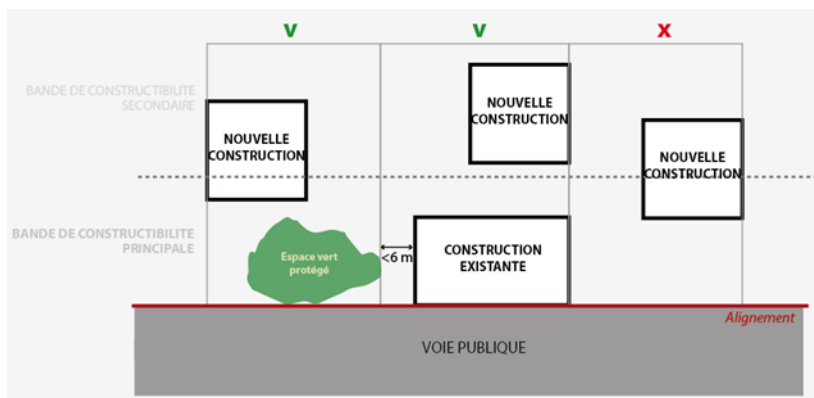 V
V
X
BANDE DE CONSTRUCTIBILITE
SECONDAIRE
NOUVELLE
CONSTRUCTION
NOUVELLE
CONSTRUCTION
NOUVELLE
CONSTRUCTION
BANDE DE CONSTRUCTIBILITE
PRINCIPALE
Espace vert
protégé
<6 m
CONSTRUCTION
EXISTANTE
Alignement
VOIE PUBLIQUE